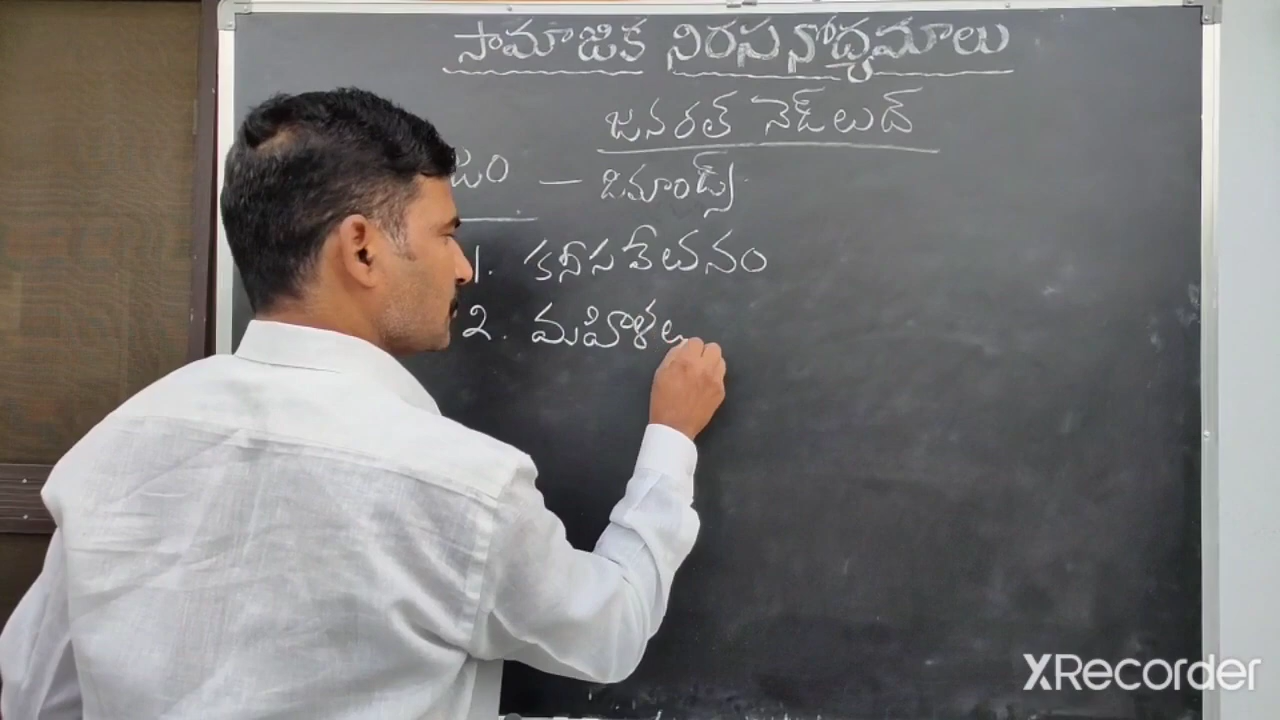 సామాజిక నిరసనోద్యమాలు
జనరల్ నెడ్‌లుడ్
జం – డిమాండ్స్
1. కనీస వేతనం
2. మహిళల
XRecorder